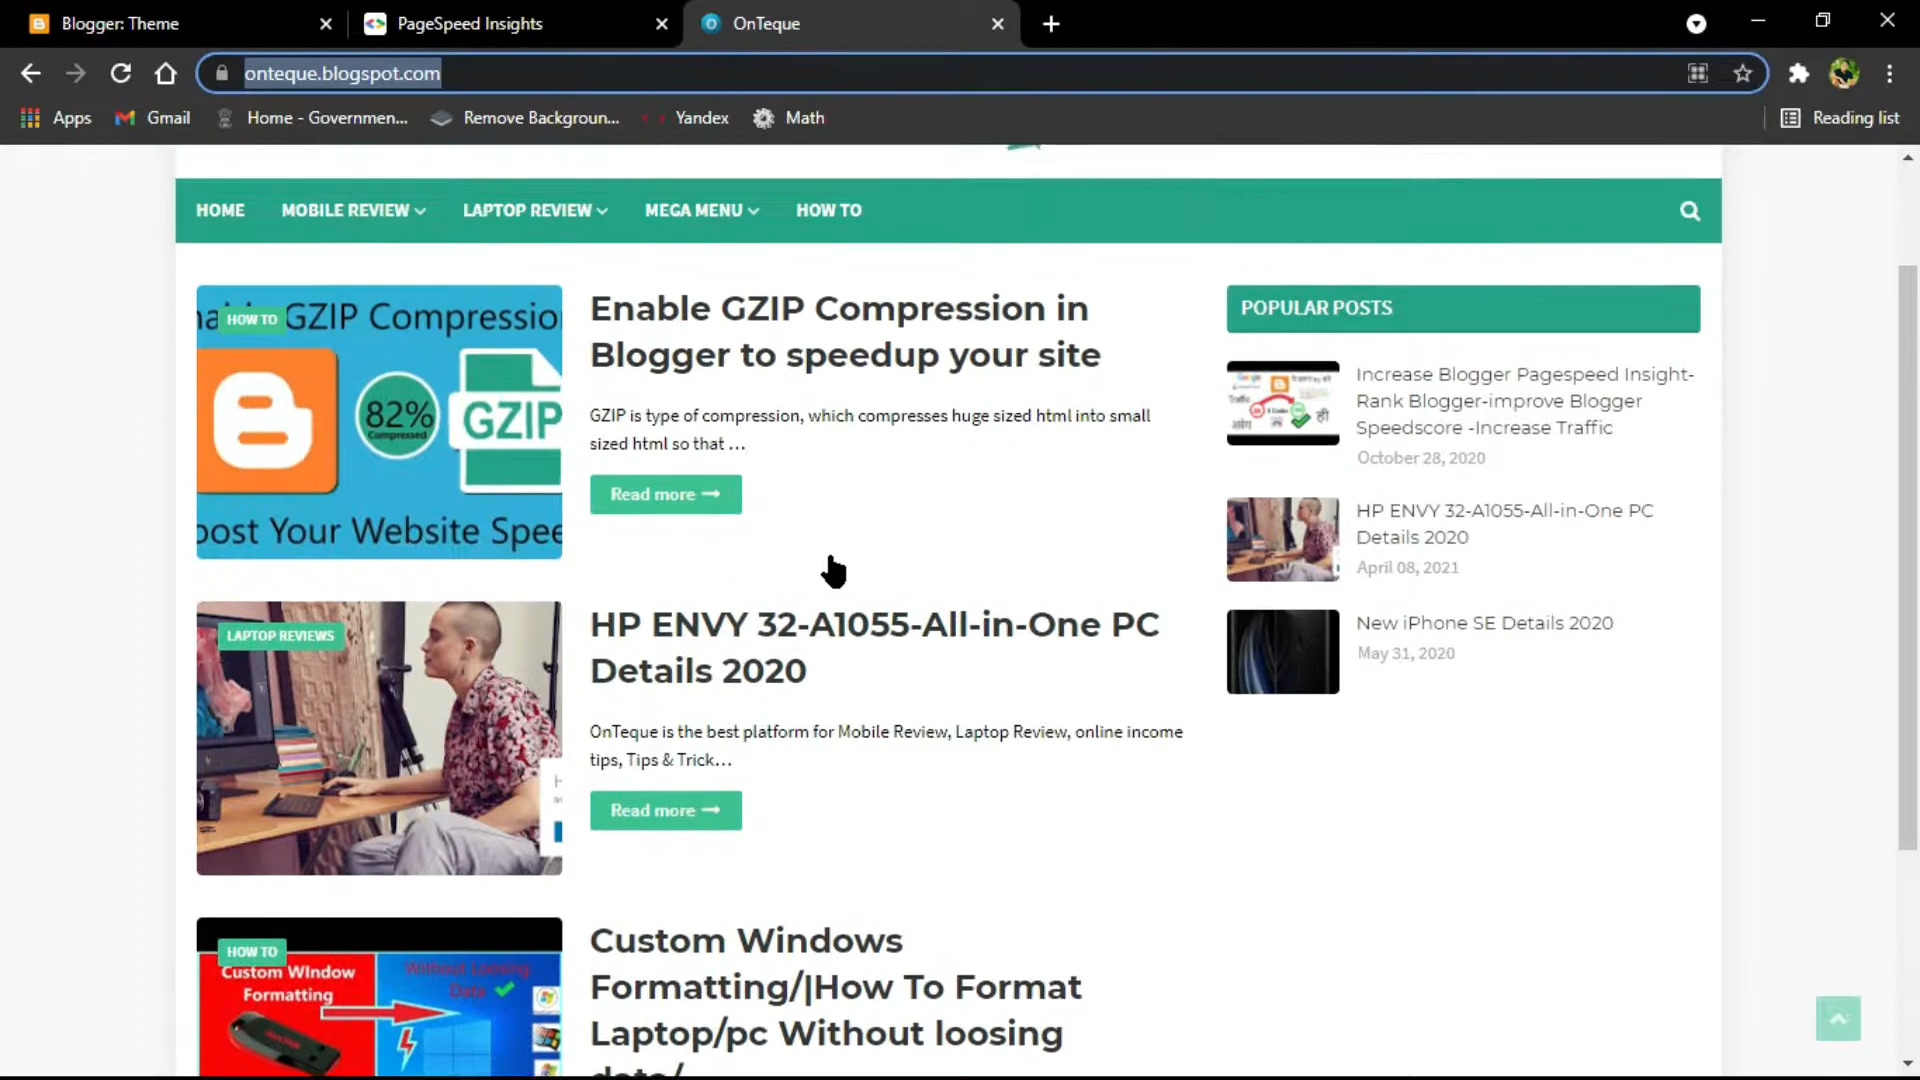 Blogger: Theme
PageSpeed Insights
OnTeque
onteque.blogspot.com
Apps
Gmail
Home - Governmen...
Remove Backgroun...
Yandex
Math
Reading list
HOME
MOBILE REVIEW
LAPTOP REVIEW
MEGA MENU
HOW TO
HOW TO
GZIP Compression
82%
Compressed
GZIP
oost Your Website Spee
Enable GZIP Compression in
Blogger to speedup your site
GZIP is type of compression, which compresses huge sized html into small
sized html so that …
Read more
POPULAR POSTS
Increase Blogger Pagespeed Insight-
Rank Blogger-improve Blogger
Speedscore -Increase Traffic
October 28, 2020
HP ENVY 32-A1055-All-in-One PC
Details 2020
April 08, 2021
New iPhone SE Details 2020
May 31, 2020
LAPTOP REVIEWS
HP ENVY 32-A1055-All-in-One PC
Details 2020
OnTeque is the best platform for Mobile Review, Laptop Review, online income
tips, Tips & Trick…
Read more
HOW TO
Custom WIndow
Formatting
Without Loosing
Data
Custom Windows
Formatting/|How To Format
Laptop/pc Without loosing
data/